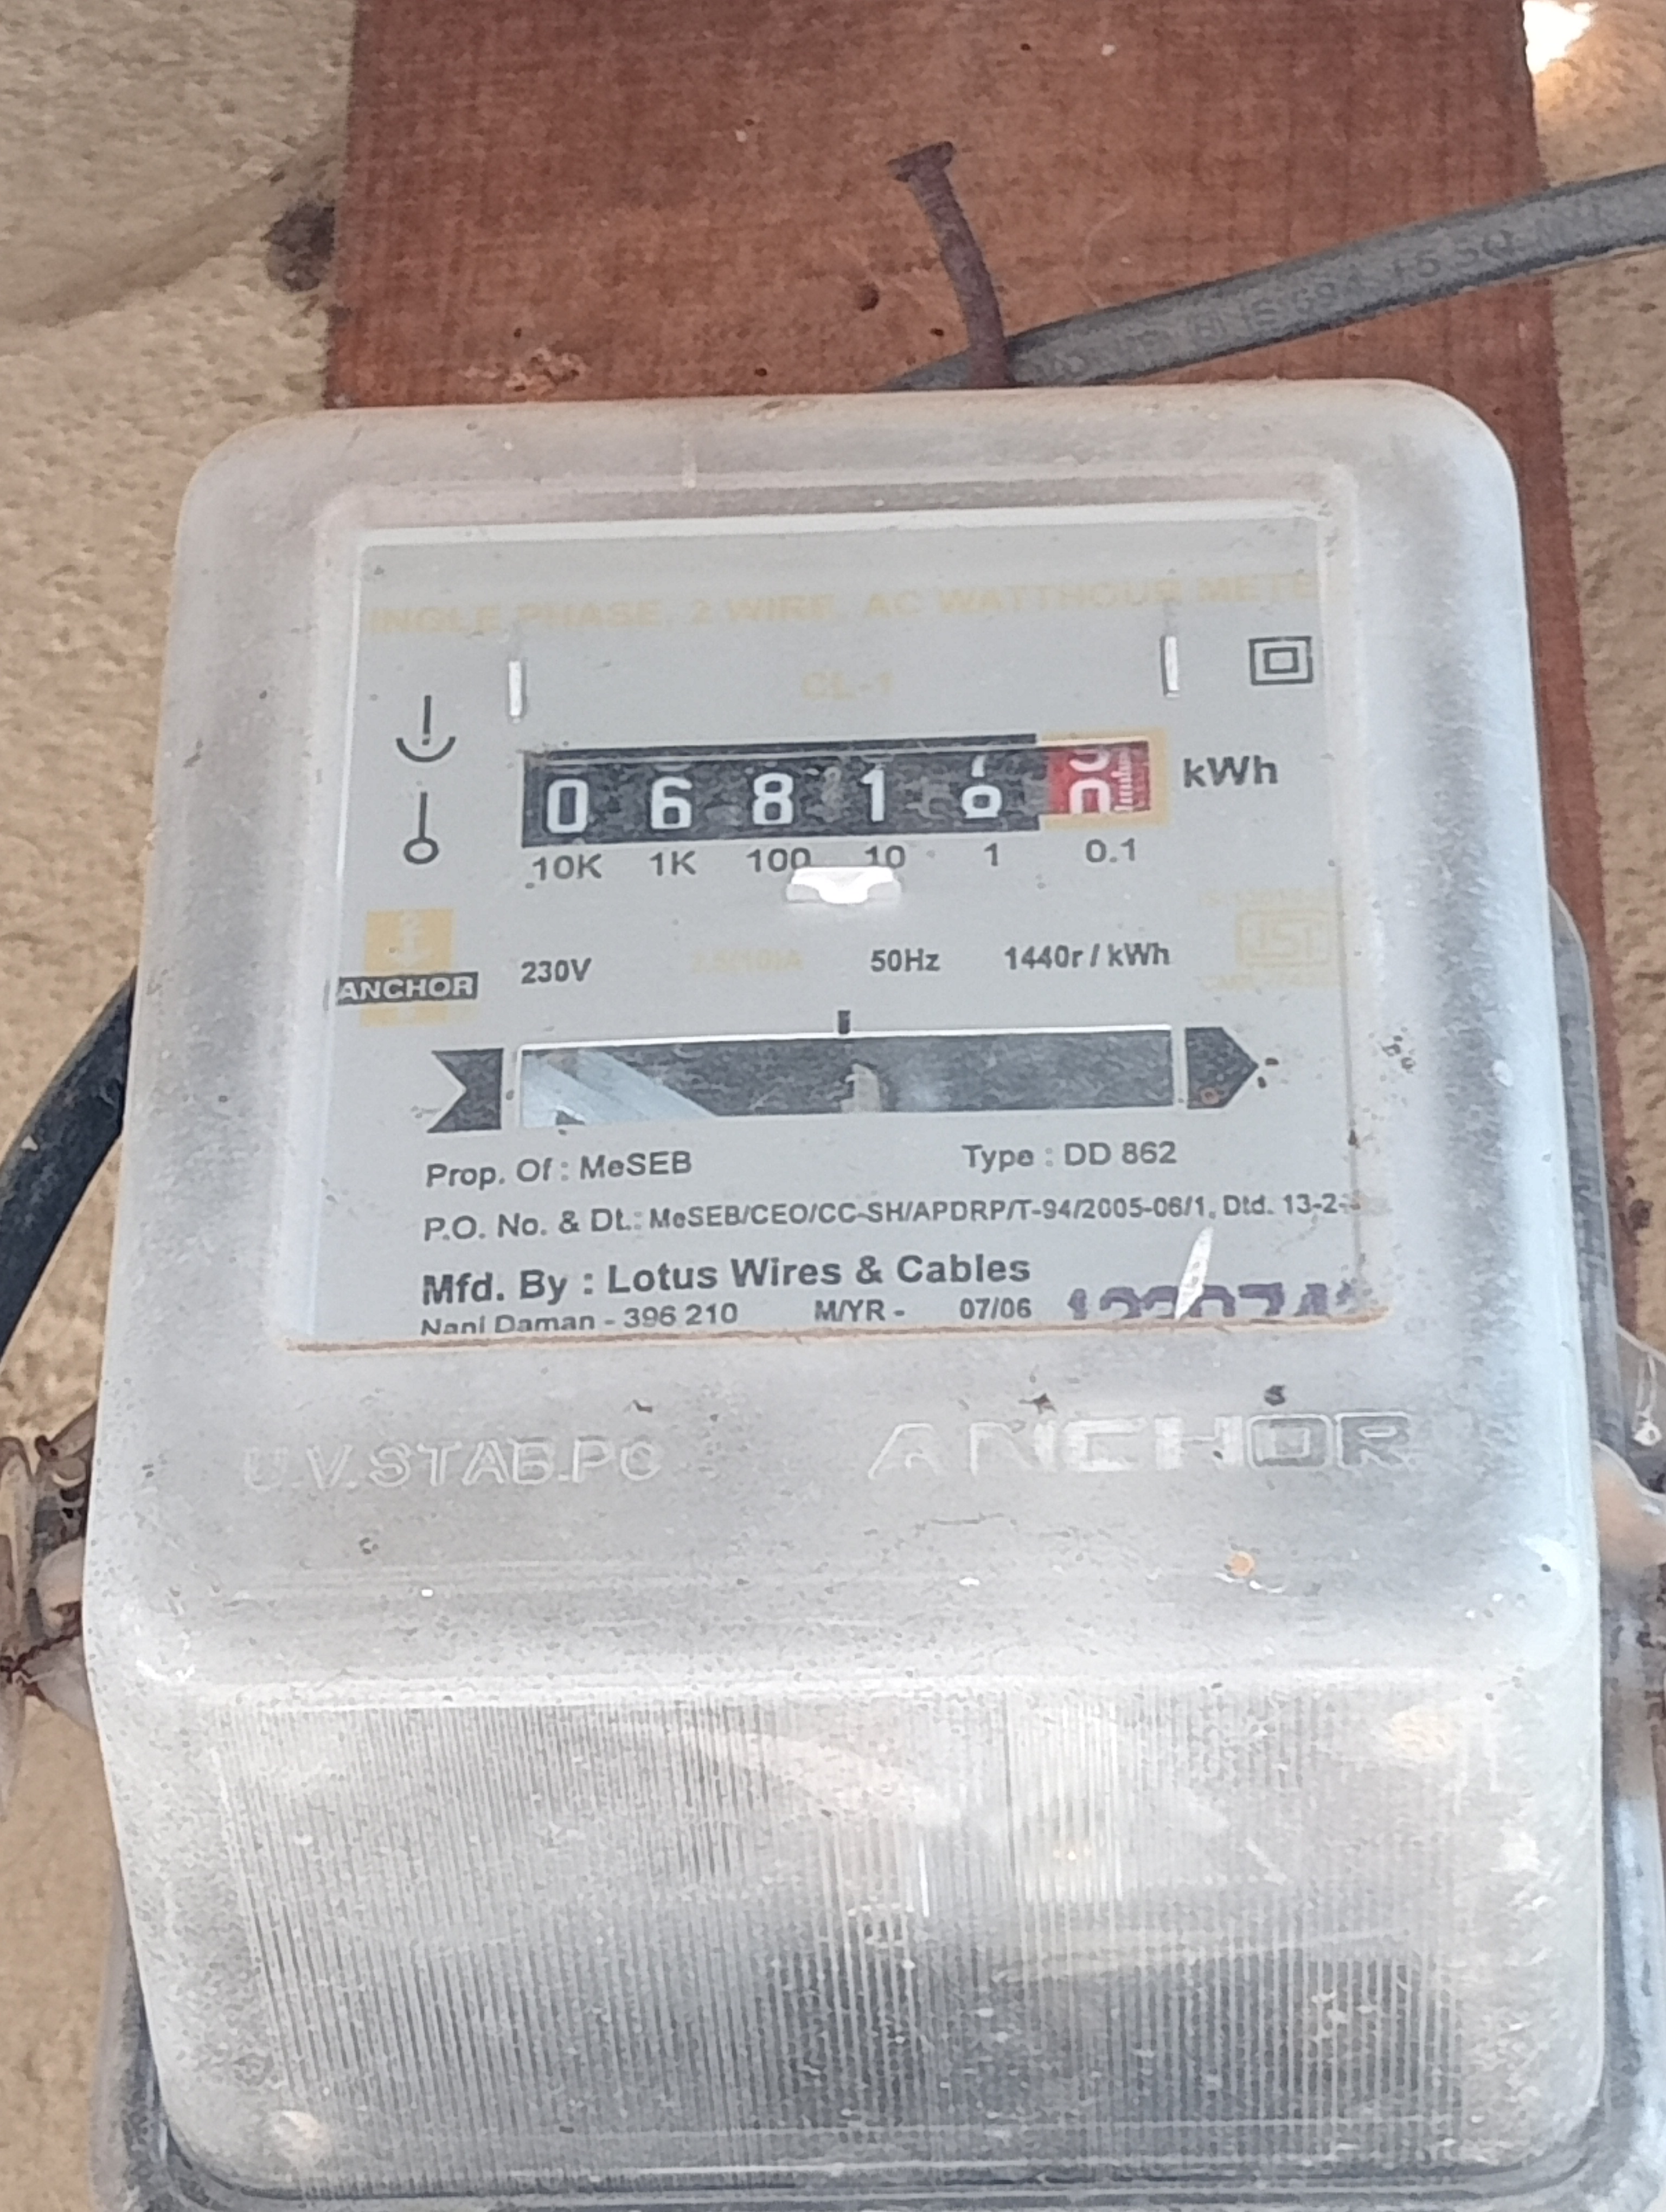 INGLE PHASE, 2 WIRE, AC WATTHOUR METE
CL-1
0 6 8 1 kWh
10K 1K 100 10 1 0.1
ANCHOR 230V 50Hz 1440r / kWh
Prop. Of : MeSEB Type : DD 862
P.O. No. & Dt.: MeSEB/CEO/CC-SH/APDRP/T-94/2005-06/1, Dtd. 13-2-
Mfd. By : Lotus Wires & Cables
Nani Daman - 396 210 M/YR - 07/06
U.V.STAB.PC ANCHOR